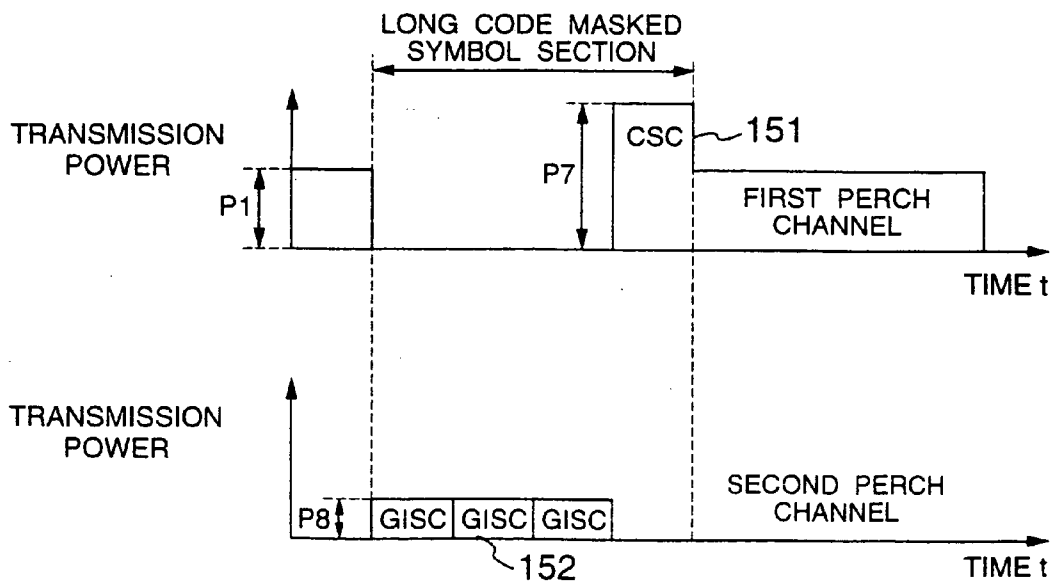 LONG CODE MASKED
SYMBOL SECTION
TRANSMISSION
POWER
P1
P7
CSC
151
FIRST PERCH
CHANNEL
TIME t
TRANSMISSION
POWER
P8
GISC GISC GISC
152
SECOND PERCH
CHANNEL
TIME t